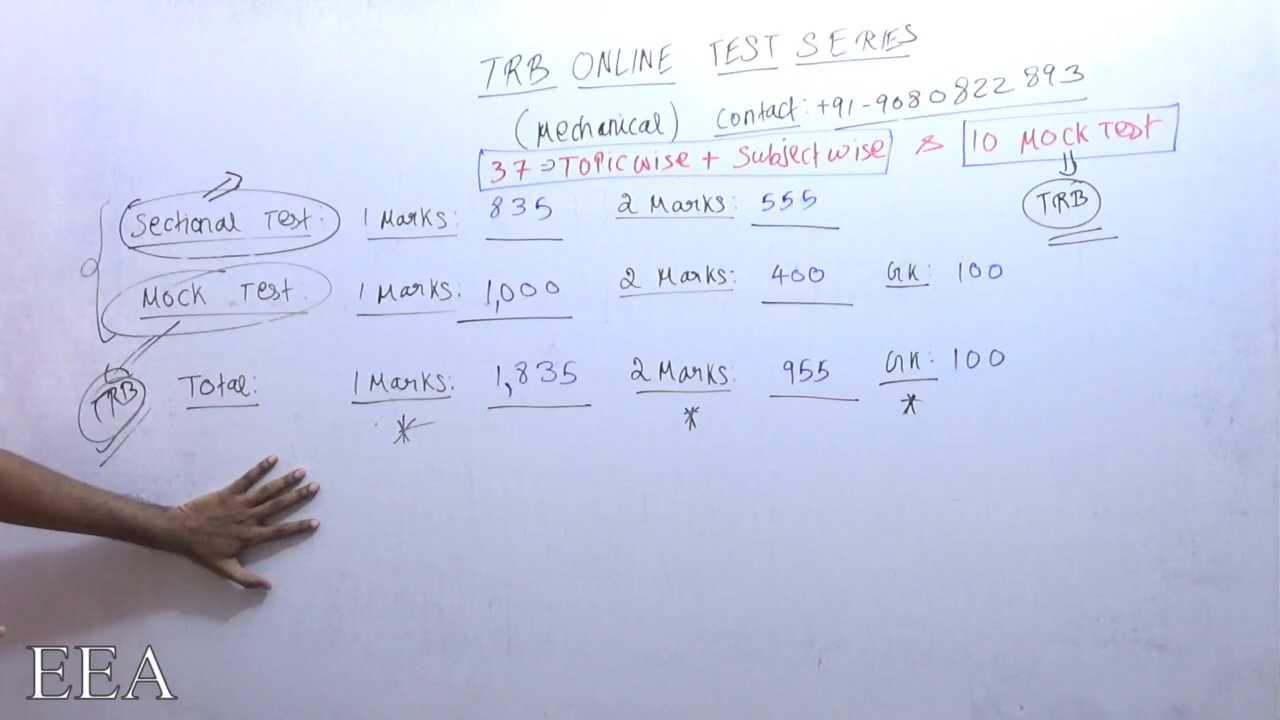 TRB ONLINE TEST SERIES
(Mechanical) Contact: +91-9080822893
37 ⇒ Topicwise + Subjectwise & 10 Mock Test
TRB
Sectional Test: 1 Marks: 835 2 Marks: 555
Mock Test: 1 Marks: 1,000 2 Marks: 400 GK: 100
TRB
Total: 1 Marks: 1,835 2 Marks: 955 GK: 100
EEA